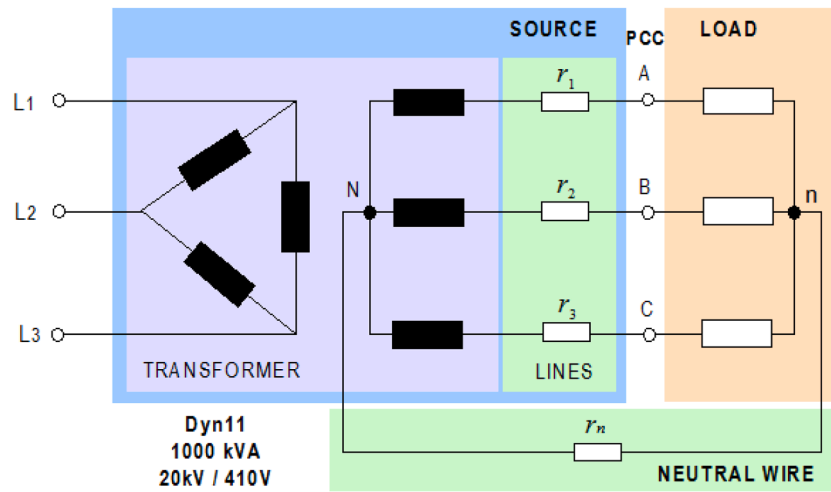 SOURCE
PCC
LOAD
L1
r1
A
L2
N
r2
B
n
L3
r3
C
TRANSFORMER
LINES
Dyn11
1000 kVA
20kV / 410V
rn
NEUTRAL WIRE